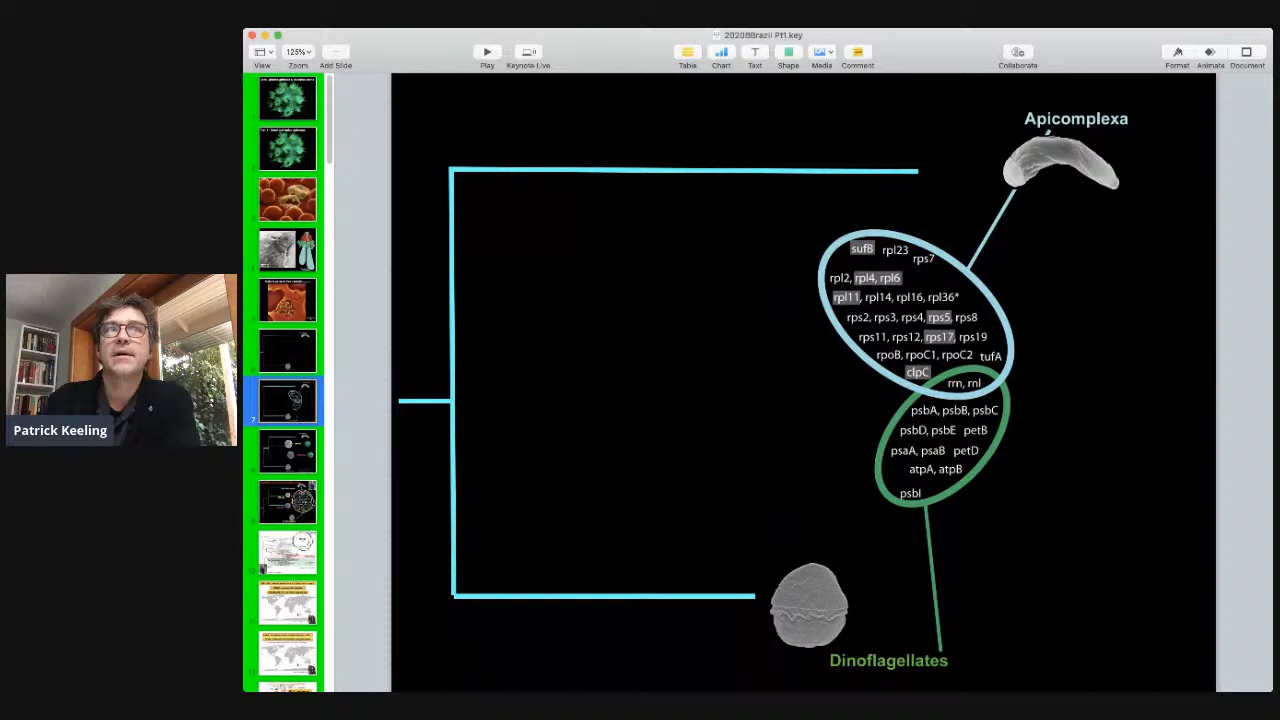 2020BBrazil Pt1.key
125%
View
Zoom
Add Slide
Play
Keynote Live
Table
Chart
Text
Shape
Media
Comment
Collaborate
Format
Animate
Document
7
Apicomplexa
sufB rpl23
rps7
rpl2, rpl4, rpl6
rpl11, rpl14, rpl16, rpl36*
rps2, rps3, rps4, rps5, rps8
rps11, rps12, rps17, rps19
rpoB, rpoC1, rpoC2 tufA
clpC
rrn, rnl
psbA, psbB, psbC
psbD, psbE petB
psaA, psaB petD
atpA, atpB
psbI
Dinoflagellates
Patrick Keeling